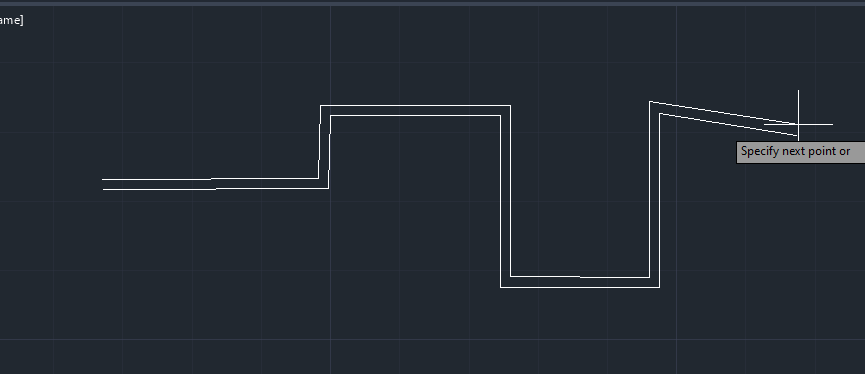 ame]
Specify next point or